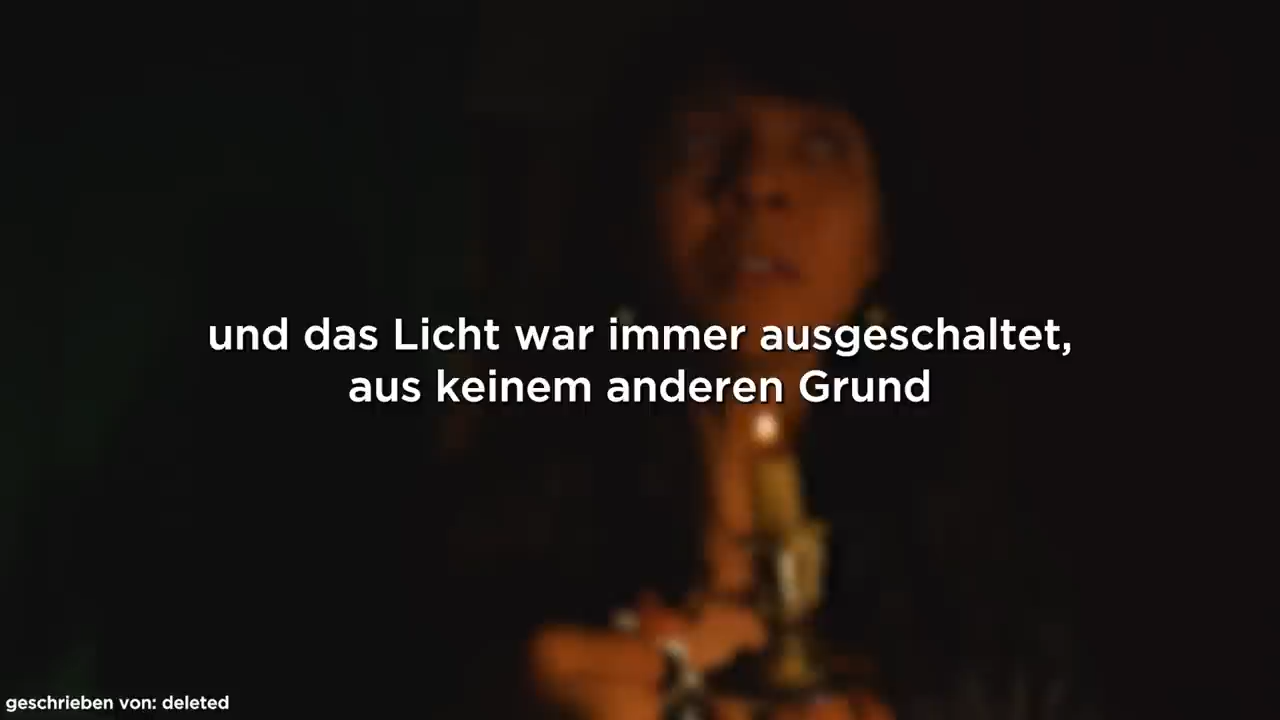 und das Licht war immer ausgeschaltet,
aus keinem anderen Grund
geschrieben von: deleted